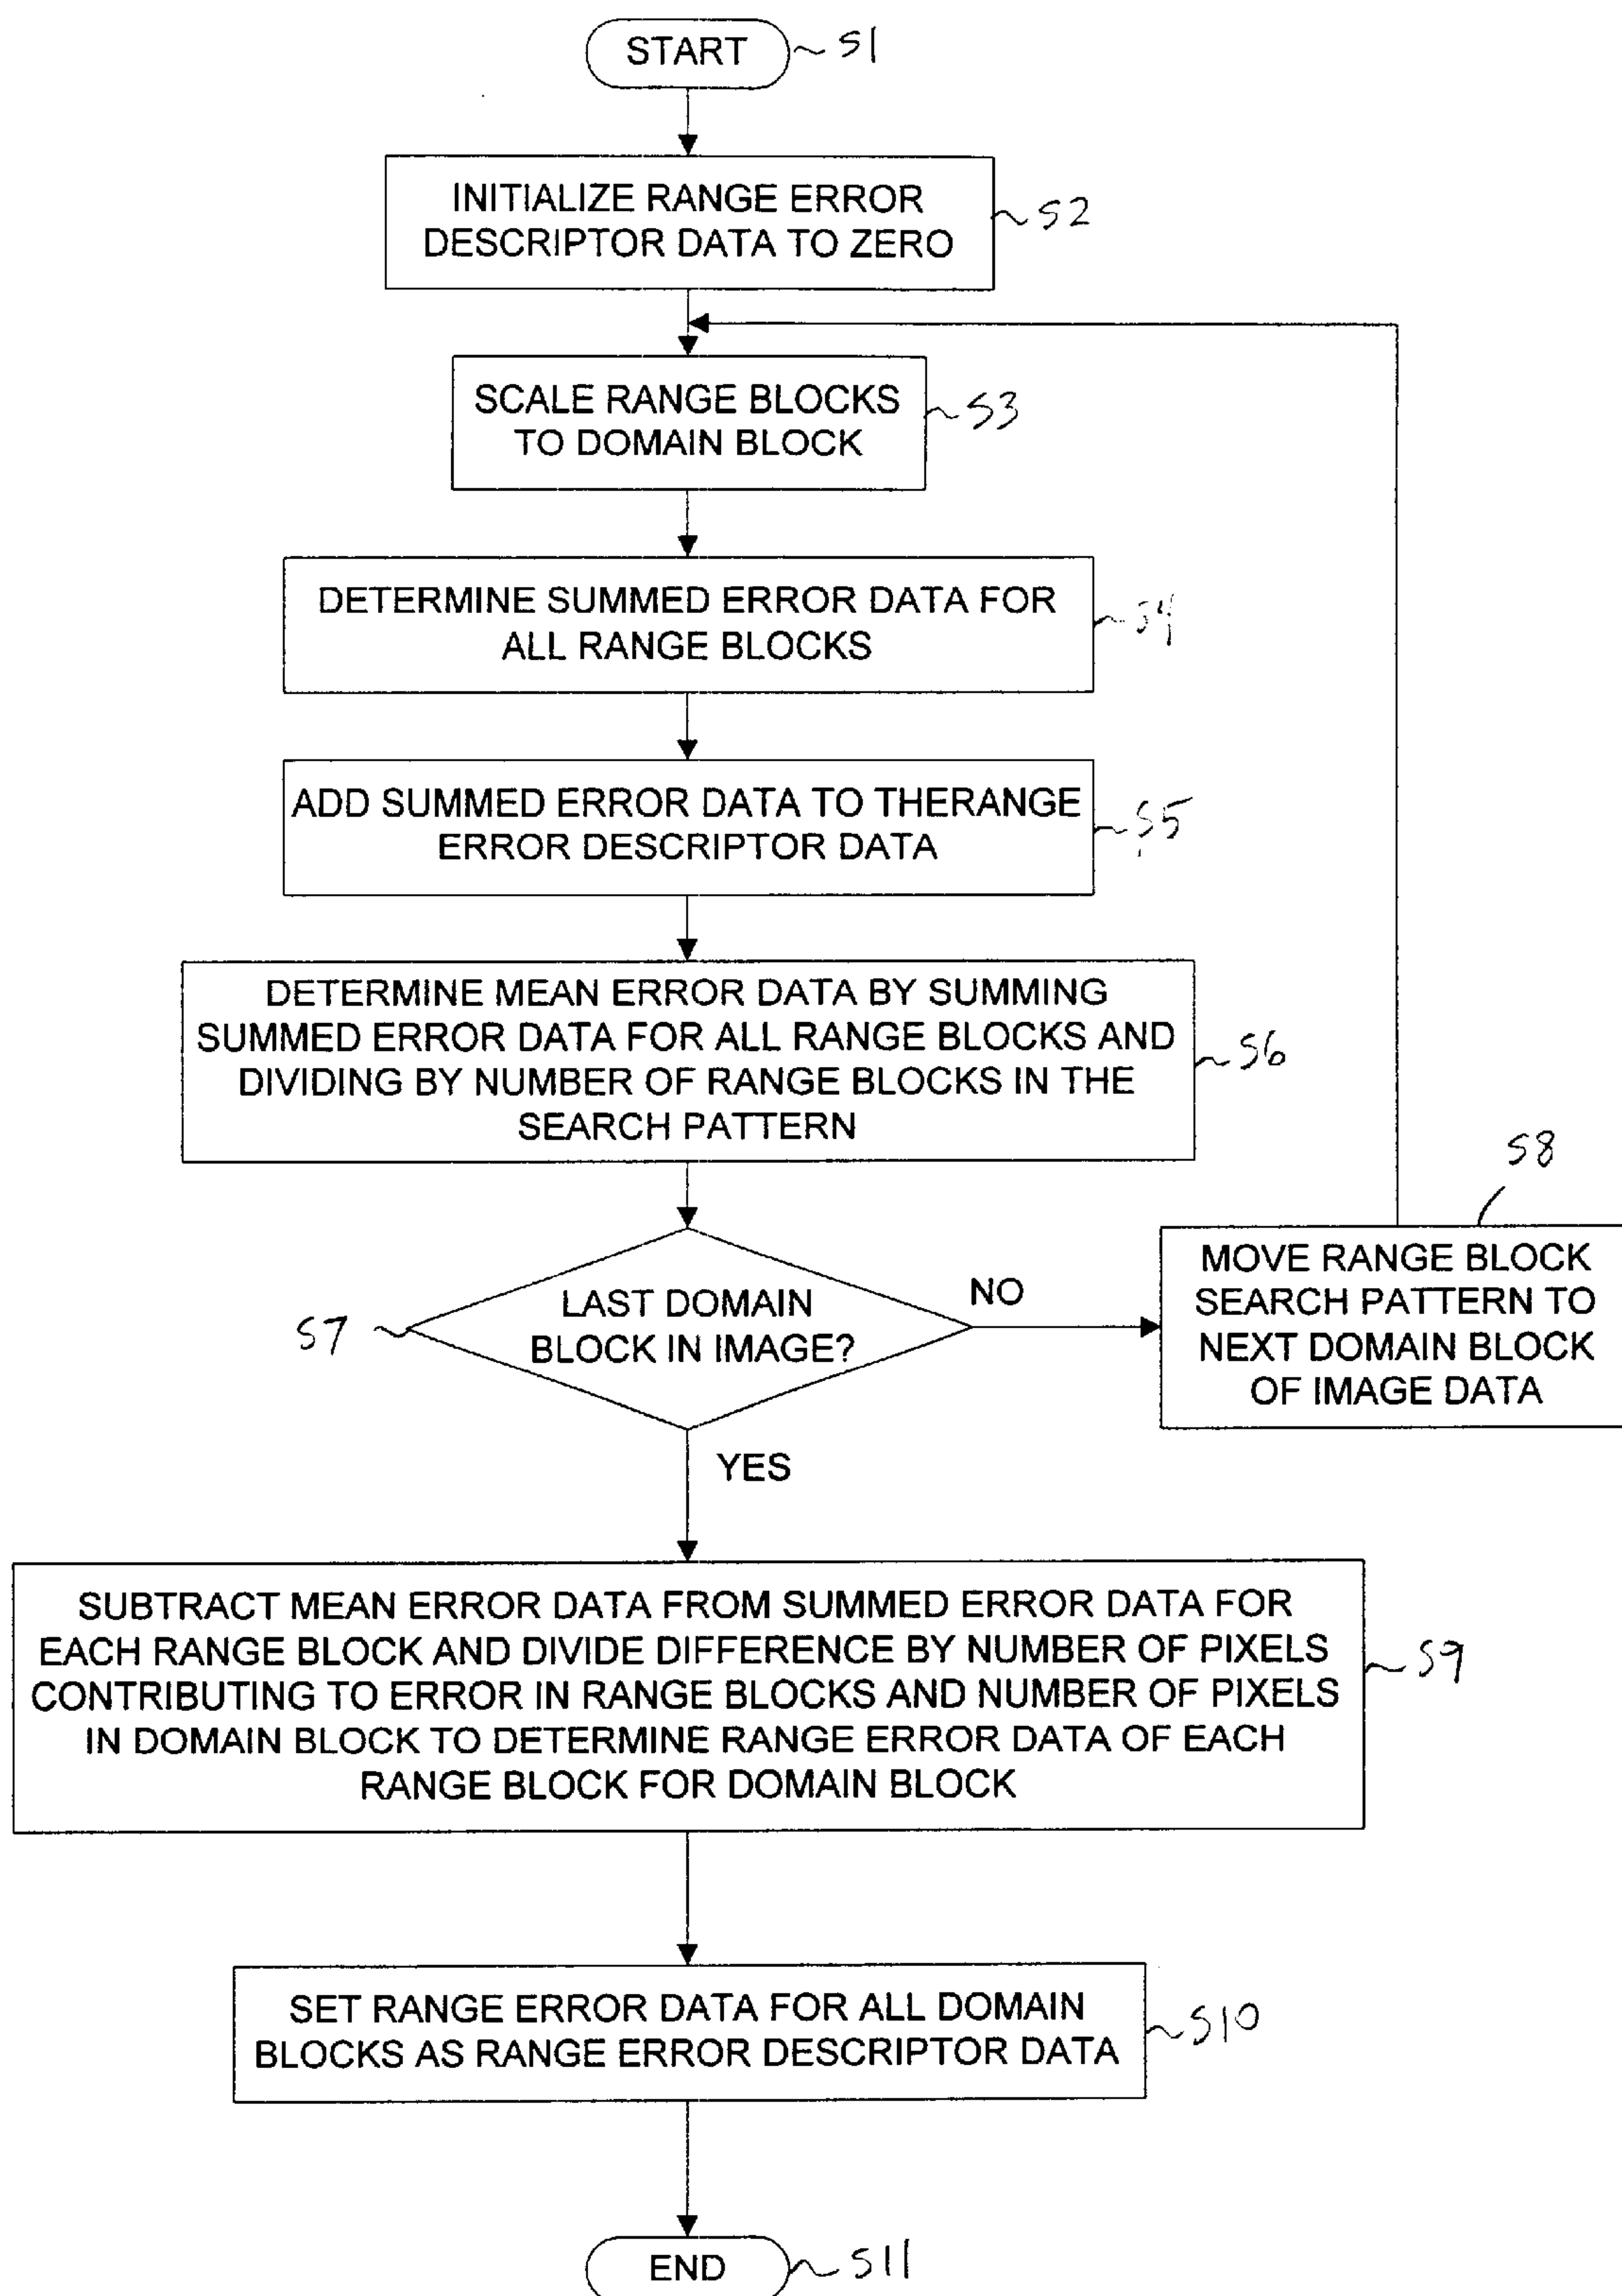 START
S1
INITIALIZE RANGE ERROR
DESCRIPTOR DATA TO ZERO
S2
SCALE RANGE BLOCKS
TO DOMAIN BLOCK
S3
DETERMINE SUMMED ERROR DATA FOR
ALL RANGE BLOCKS
S4
ADD SUMMED ERROR DATA TO THERANGE
ERROR DESCRIPTOR DATA
S5
DETERMINE MEAN ERROR DATA BY SUMMING
SUMMED ERROR DATA FOR ALL RANGE BLOCKS AND
DIVIDING BY NUMBER OF RANGE BLOCKS IN THE
SEARCH PATTERN
S6
S7
LAST DOMAIN
BLOCK IN IMAGE?
NO
S8
MOVE RANGE BLOCK
SEARCH PATTERN TO
NEXT DOMAIN BLOCK
OF IMAGE DATA
YES
SUBTRACT MEAN ERROR DATA FROM SUMMED ERROR DATA FOR
EACH RANGE BLOCK AND DIVIDE DIFFERENCE BY NUMBER OF PIXELS
CONTRIBUTING TO ERROR IN RANGE BLOCKS AND NUMBER OF PIXELS
IN DOMAIN BLOCK TO DETERMINE RANGE ERROR DATA OF EACH
RANGE BLOCK FOR DOMAIN BLOCK
S9
SET RANGE ERROR DATA FOR ALL DOMAIN
BLOCKS AS RANGE ERROR DESCRIPTOR DATA
S10
END
S11